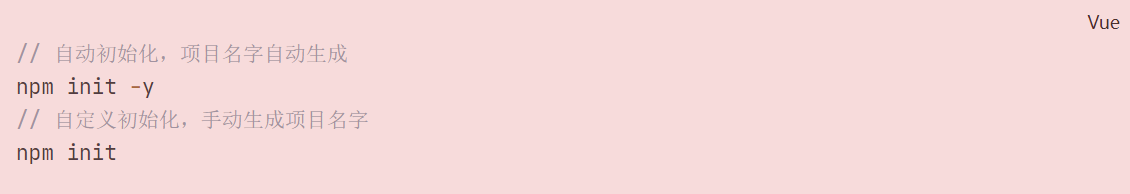 Vue
// 自动初始化，项目名字自动生成
npm init -y
// 自定义初始化，手动生成项目名字
npm init